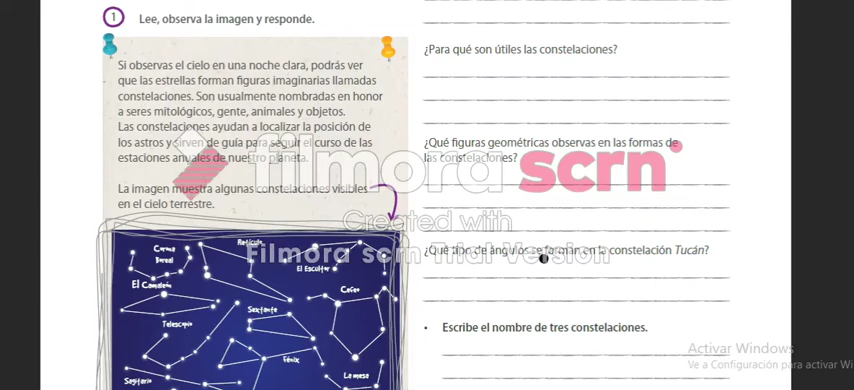 1 Lee, observa la imagen y responde.
Si observas el cielo en una noche clara, podrás ver
que las estrellas forman figuras imaginarias llamadas
constelaciones. Son usualmente nombradas en honor
a seres mitológicos, gente, animales y objetos.
Las constelaciones ayudan a localizar la posición de
los astros y sirven de guía para seguir el curso de las
estaciones anuales de nuestro planeta.
La imagen muestra algunas constelaciones visibles
en el cielo terrestre.
Corona
Boreal
Retícula
El Escultor
El Camaleón
Cefeo
Sextante
Telescopio
Fénix
La mesa
Sagitario
¿Para qué son útiles las constelaciones?
¿Qué figuras geométricas observas en las formas de
las constelaciones?
¿Qué tipo de ángulos se forman en la constelación Tucán?
• Escribe el nombre de tres constelaciones.
filmora scrn
Created with
Filmora scrn Trial Version
Activar Windows
Ve a Configuración para activar Wi